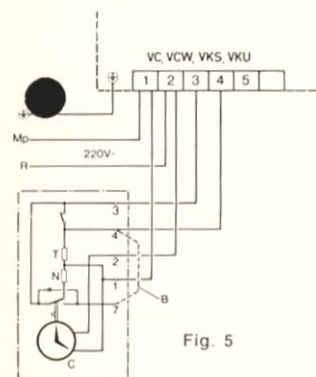 VC, VCW, VKS, VKU
1 2 3 4 5
Mp
220V~
R
3
4
T
2
N
1
B
7
C
Fig. 5